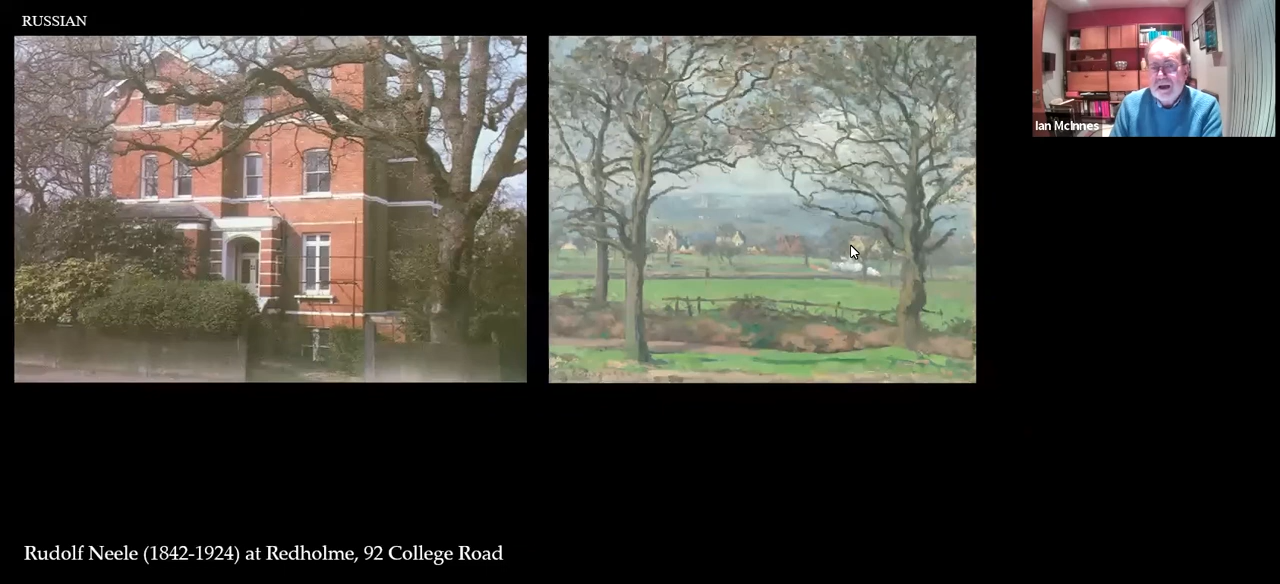 RUSSIAN
Ian McInnes
Rudolf Neele (1842-1924) at Redholme, 92 College Road